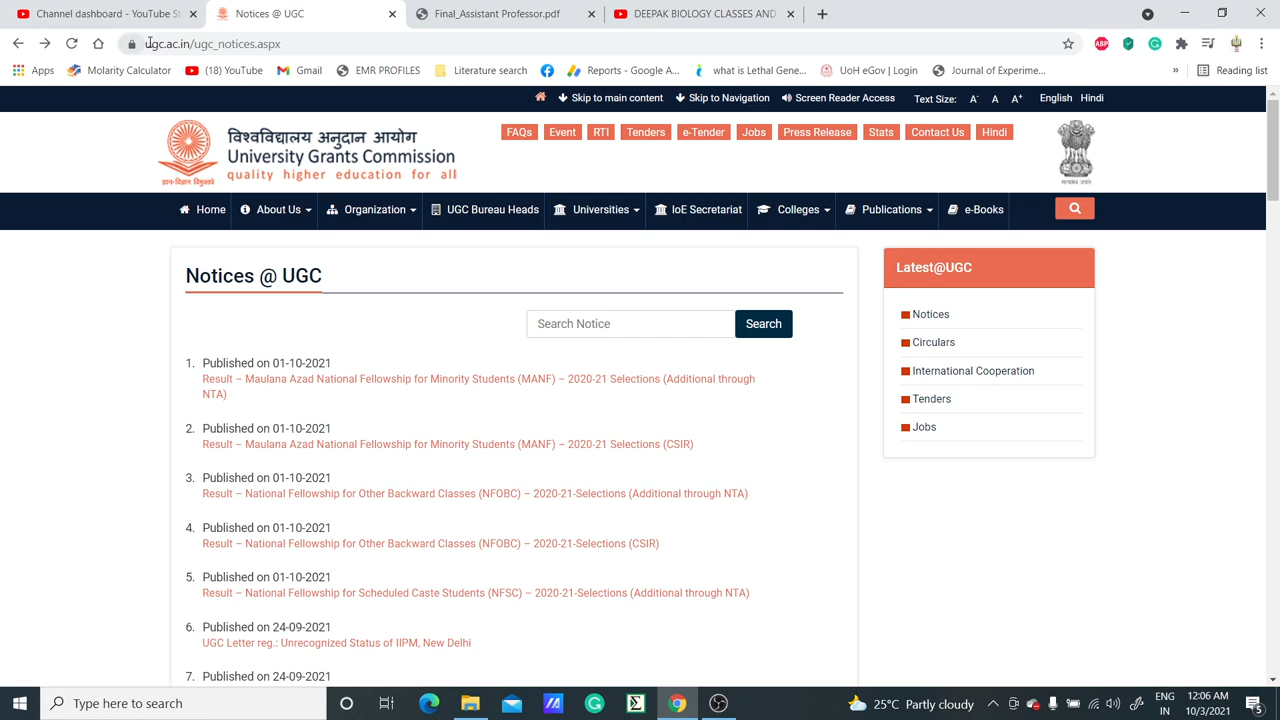 Channel dashboard - YouTube St
Notices @ UGC
Final_Assistant Professor.pdf
DEEPAK BIOLOGY CLASSES AND
ugc.ac.in/ugc_notices.aspx
ABP
Apps
Molarity Calculator
(18) YouTube
Gmail
EMR PROFILES
Literature search
Reports - Google A...
what is Lethal Gene...
UoH eGov | Login
Journal of Experime...
»
Reading list
Skip to main content
Skip to Navigation
Screen Reader Access
Text Size:
A-
A
A+
English
Hindi
विश्वविद्यालय अनुदान आयोग
University Grants Commission
quality higher education for all
ज्ञान-विज्ञान विमुक्तये
FAQs
Event
RTI
Tenders
e-Tender
Jobs
Press Release
Stats
Contact Us
Hindi
सत्यमेव जयते
Home
About Us
Organization
UGC Bureau Heads
Universities
IoE Secretariat
Colleges
Publications
e-Books
Notices @ UGC
Search Notice
Search
1. Published on 01-10-2021
Result – Maulana Azad National Fellowship for Minority Students (MANF) – 2020-21 Selections (Additional through
NTA)
2. Published on 01-10-2021
Result – Maulana Azad National Fellowship for Minority Students (MANF) – 2020-21 Selections (CSIR)
3. Published on 01-10-2021
Result – National Fellowship for Other Backward Classes (NFOBC) – 2020-21-Selections (Additional through NTA)
4. Published on 01-10-2021
Result – National Fellowship for Other Backward Classes (NFOBC) – 2020-21-Selections (CSIR)
5. Published on 01-10-2021
Result – National Fellowship for Scheduled Caste Students (NFSC) – 2020-21-Selections (Additional through NTA)
6. Published on 24-09-2021
UGC Letter reg.: Unrecognized Status of IIPM, New Delhi
7. Published on 24-09-2021
Latest@UGC
Notices
Circulars
International Cooperation
Tenders
Jobs
Type here to search
25°C Partly cloudy
ENG
IN
12:06 AM
10/3/2021
5